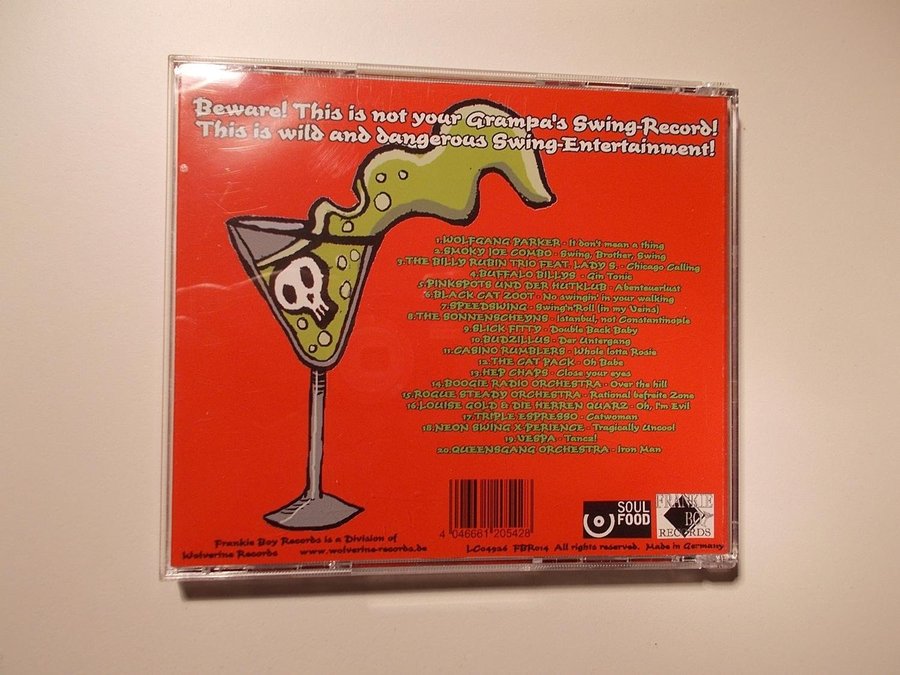 Beware! This is not your Grampa's Swing-Record!
This is wild and dangerous Swing-Entertainment!
1.WOLFGANG PARKER - It don't mean a thing
2.SMOKY JOE COMBO - Swing, Brother, Swing
3.THE BILLY RUBIN TRIO FEAT. LADY S. - Chicago Calling
4.BUFFALO BILLYS - Gin Tonic
5.PINKSPOTS UND DER HUTKLUB - Abenteuerlust
6.BLACK CAT ZOOT - No swingin' in your walking
7.SPEEDSWING - Swing'n'Roll (in my Veins)
8.THE SONNENSCHEYNS - Istanbul, not Constantinople
9.SLICK FITTY - Double Back Baby
10.BUDZILLUS - Der Untergang
11.CASINO RUMBLERS - Whole lotta Rosie
12.THE CAT PACK - Oh Babe
13.HEP CHAPS - Close your eyes
14.BOOGIE RADIO ORCHESTRA - Over the hill
15.ROGUE STEADY ORCHESTRA - Rational befreite Zone
16.LOUISE GOLD & DIE HERREN QUARZ - Oh, I'm Evil
17.TRIPLE ESPRESSO - Catwoman
18.NEON SWING X-PERIENCE - Tragically Uncool
19.VESPA - Tancz!
20.QUEENSGANG ORCHESTRA - Iron Man
4 046661 205428
SOUL
FOOD
FRANKIE
BOY
RECORDS
Frankie Boy Records is a Division of
Wolverine Records www.wolverine-records.de
LC04926 FBR014 All rights reserved. Made in Germany